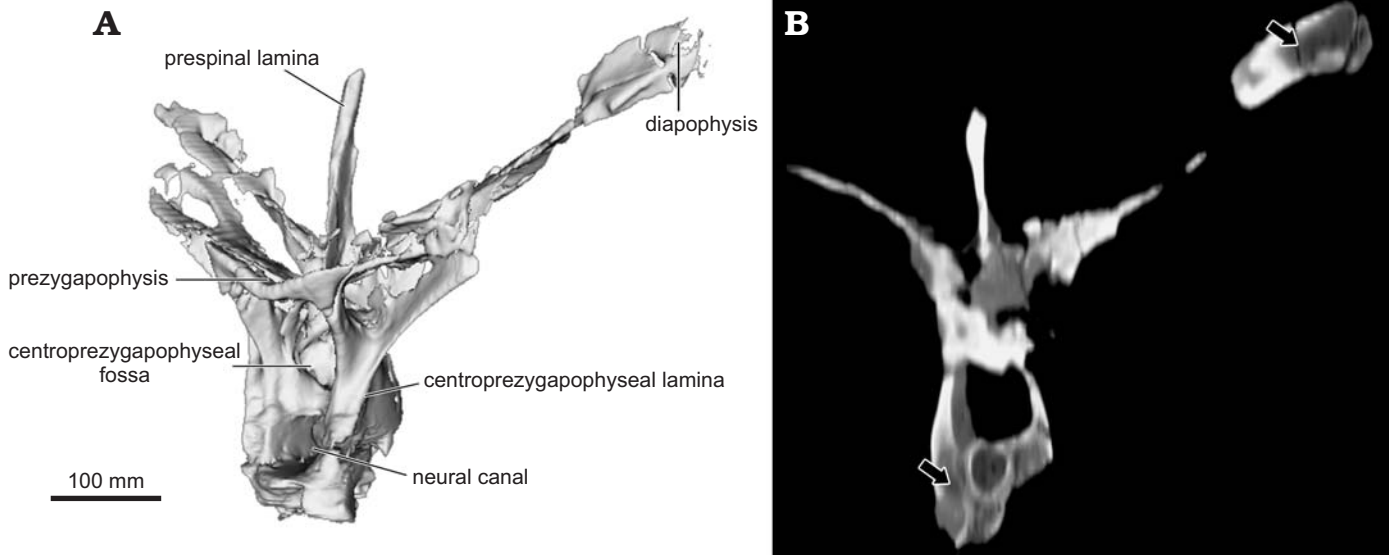 A
prespinal lamina
diapophysis
prezygapophysis
centroprezygapophyseal
fossa
centroprezygapophyseal lamina
neural canal
100 mm
B